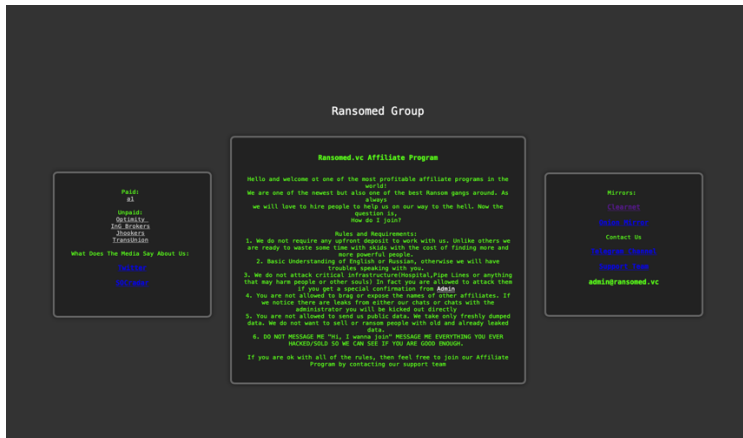 Ransomed Group
Paid:
a1
Unpaid:
Optimity
InG Brokers
Jhookers
TransUnion
What Does The Media Say About Us:
Ransomed.vc Affiliate Program
Hello and welcome ot one of the most profitable affiliate programs in the
world!
We are one of the newest but also one of the best Ransom gangs around. As
always
we will love to hire people to help us on our way to the hell. Now the
question is,
How do I join?
Rules and Requirements:
1. We do not require any upfront deposit to work with us. Unlike others we
are ready to waste some time with skids with the cost of finding more and
more powerful people.
2. Basic Understanding of English or Russian, otherwise we will have
troubles speaking with you.
3. We do not attack critical infrastructure(Hospital,Pipe Lines or anything
that may harm people or other souls) In fact you are allowed to attack them
if you get a special confirmation from Admin
4. You are not allowed to brag or expose the names of other affiliates. If
we notice there are leaks from either our chats or chats with the
administrator you will be kicked out directly
5. You are not allowed to send us public data. We take only freshly dumped
data. We do not want to sell or ransom people with old and already leaked
data.
6. DO NOT MESSAGE ME "Hi, I wanna join" MESSAGE ME EVERYTHING YOU EVER
HACKED/SOLD SO WE CAN SEE IF YOU ARE GOOD ENOUGH.
If you are ok with all of the rules, then feel free to join our Affiliate
Program by contacting our support team
Mirrors:
Clearnet
Contact Us
admin@ransomed.vc